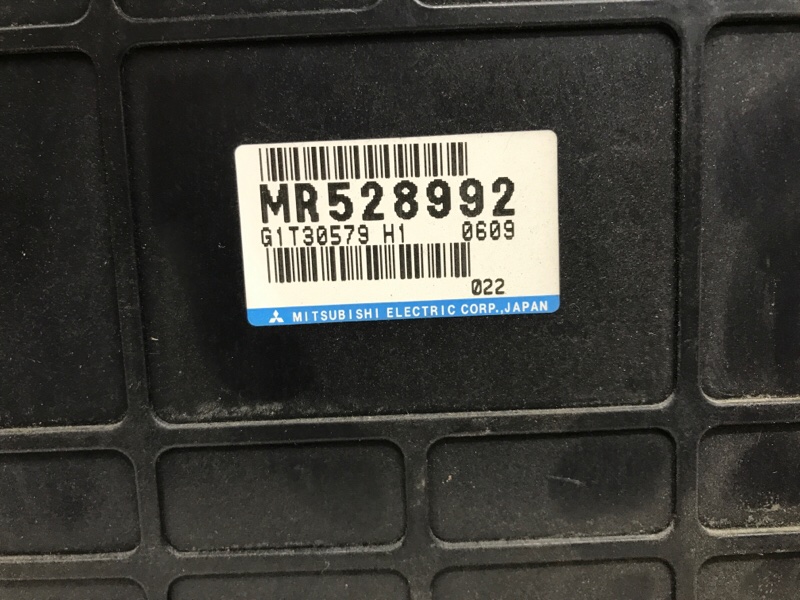 MR528992
G1T30579 H1 0609
022
MITSUBISHI ELECTRIC CORP.,JAPAN